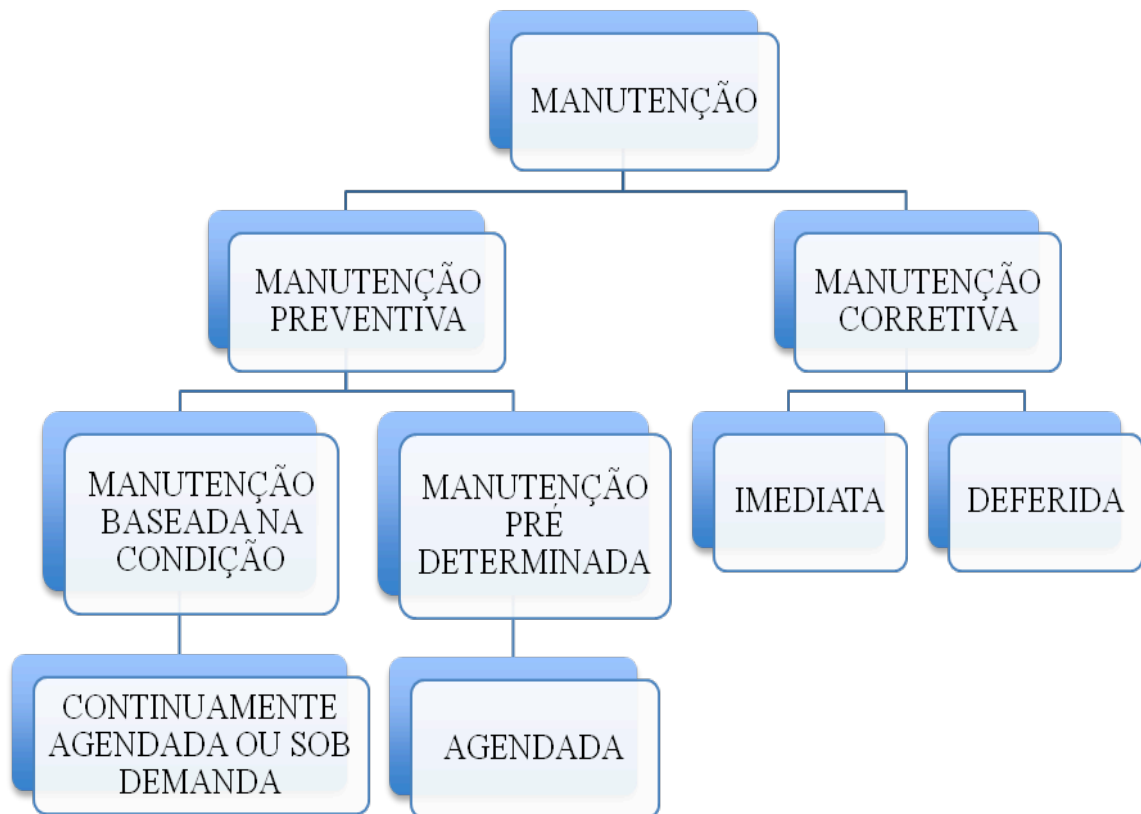 MANUTENÇÃO
MANUTENÇÃO
PREVENTIVA
MANUTENÇÃO
CORRETIVA
MANUTENÇÃO
BASEADA NA
CONDIÇÃO
MANUTENÇÃO
PRÉ
DETERMINADA
IMEDIATA
DEFERIDA
CONTINUAMENTE
AGENDADA OU SOB
DEMANDA
AGENDADA